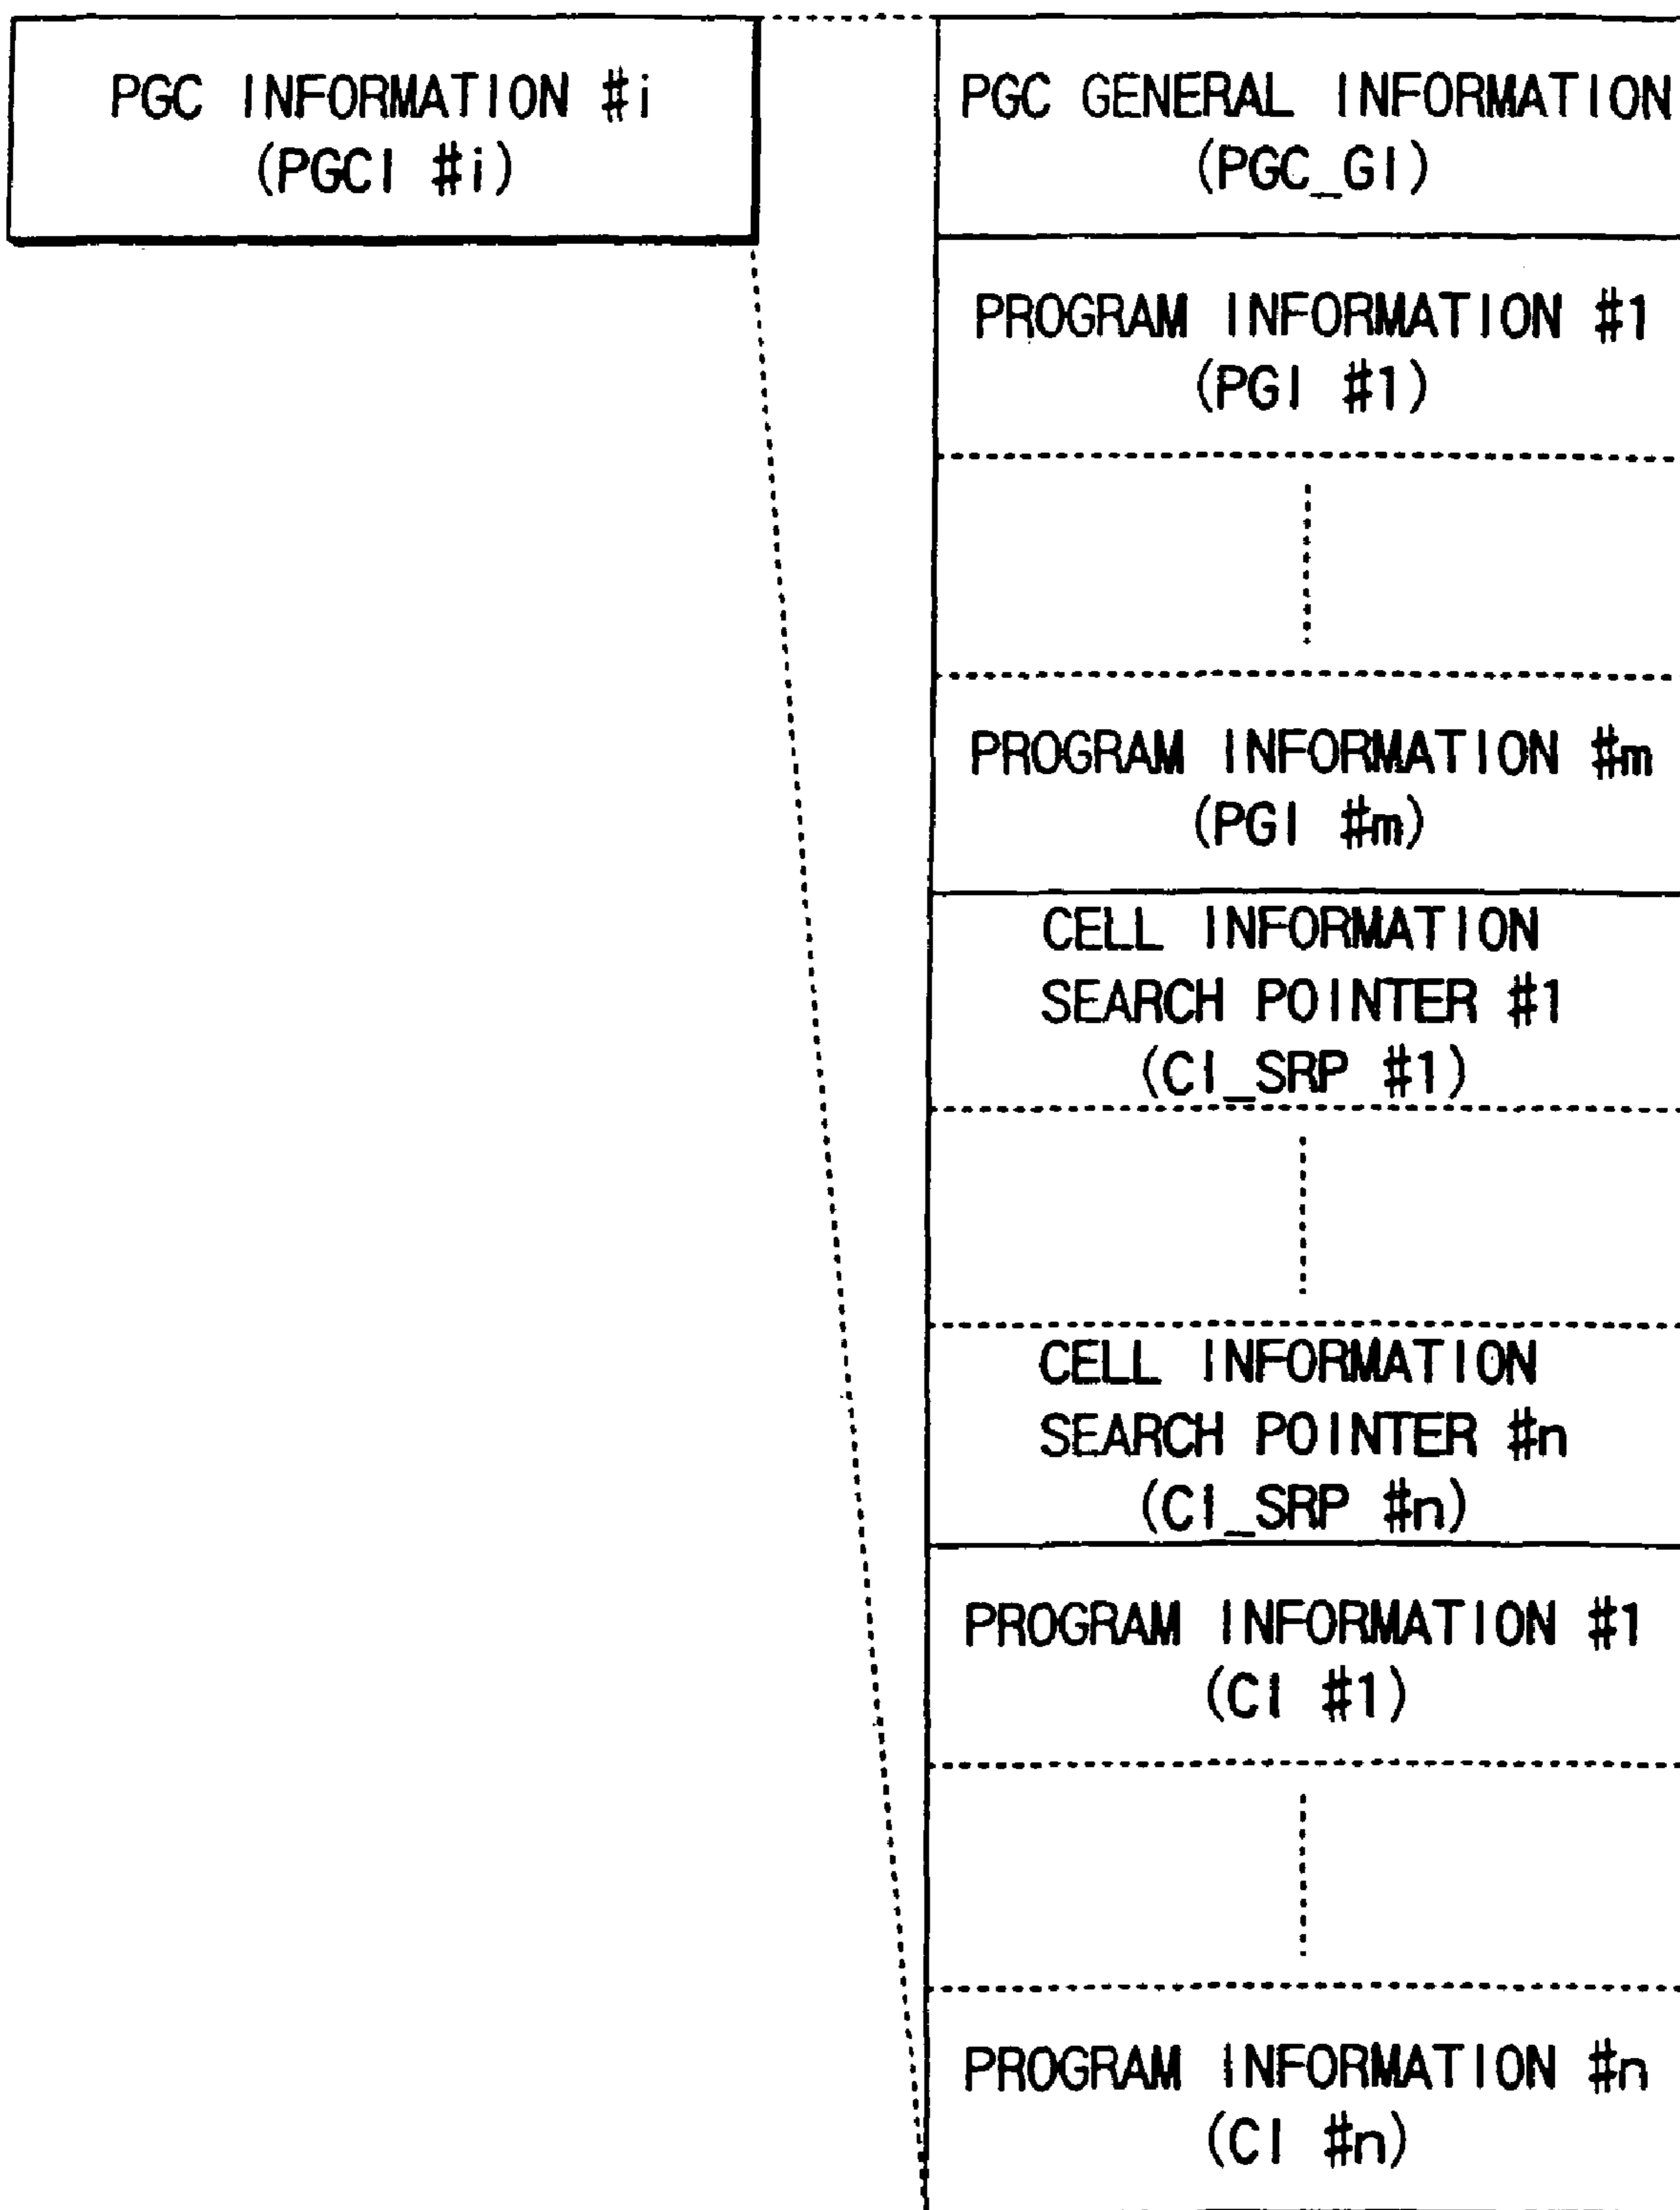 PGC INFORMATION #i
(PGCI #i)
PGC GENERAL INFORMATION
(PGC_GI)
PROGRAM INFORMATION #1
(PGI #1)
PROGRAM INFORMATION #m
(PGI #m)
CELL INFORMATION
SEARCH POINTER #1
(CI_SRP #1)
CELL INFORMATION
SEARCH POINTER #n
(CI_SRP #n)
PROGRAM INFORMATION #1
(CI #1)
PROGRAM INFORMATION #n
(CI #n)